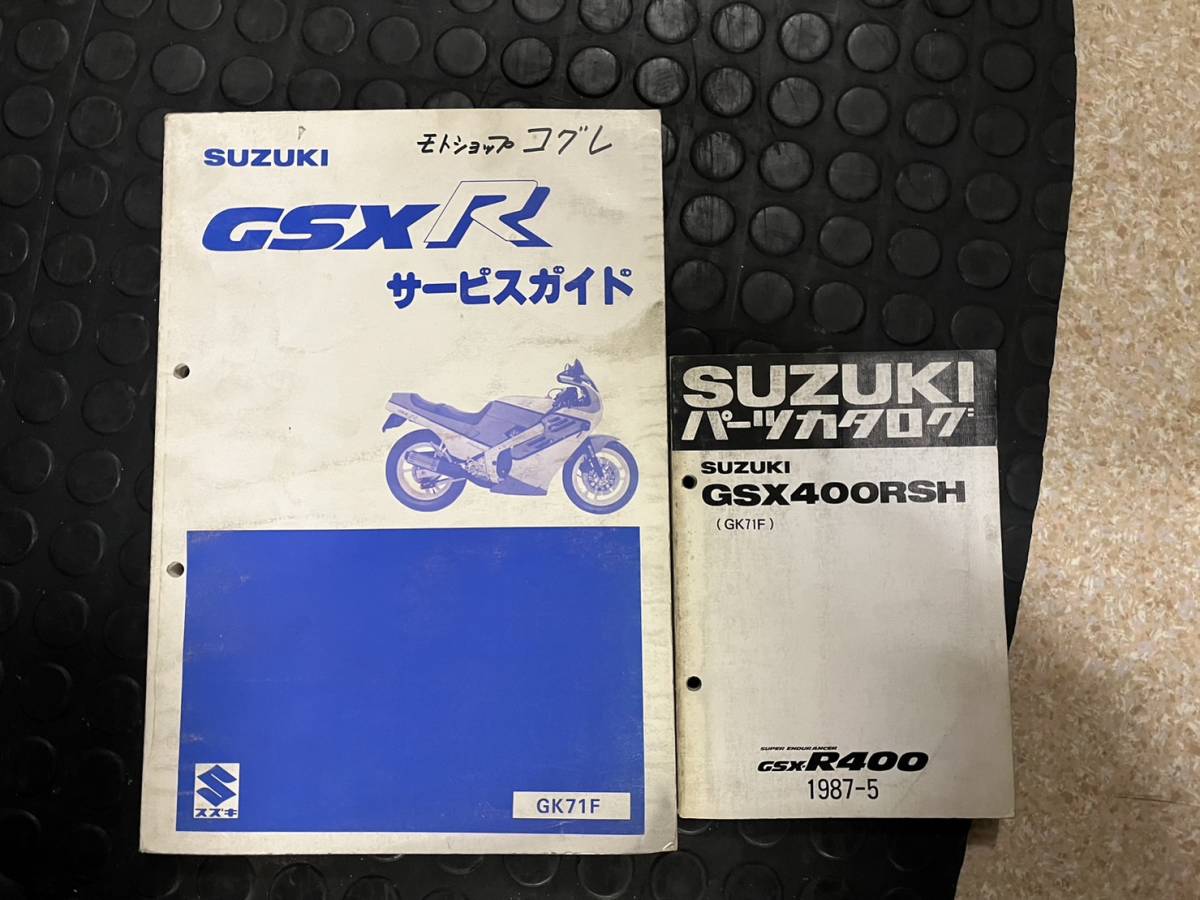 SUZUKI
モトショップ コグレ
GSXR
サービスガイド
スズキ
GK71F
SUZUKI
パーツカタログ
SUZUKI
GSX400RSH
(GK71F)
SUPER ENDURANCER
GSX-R400
1987-5